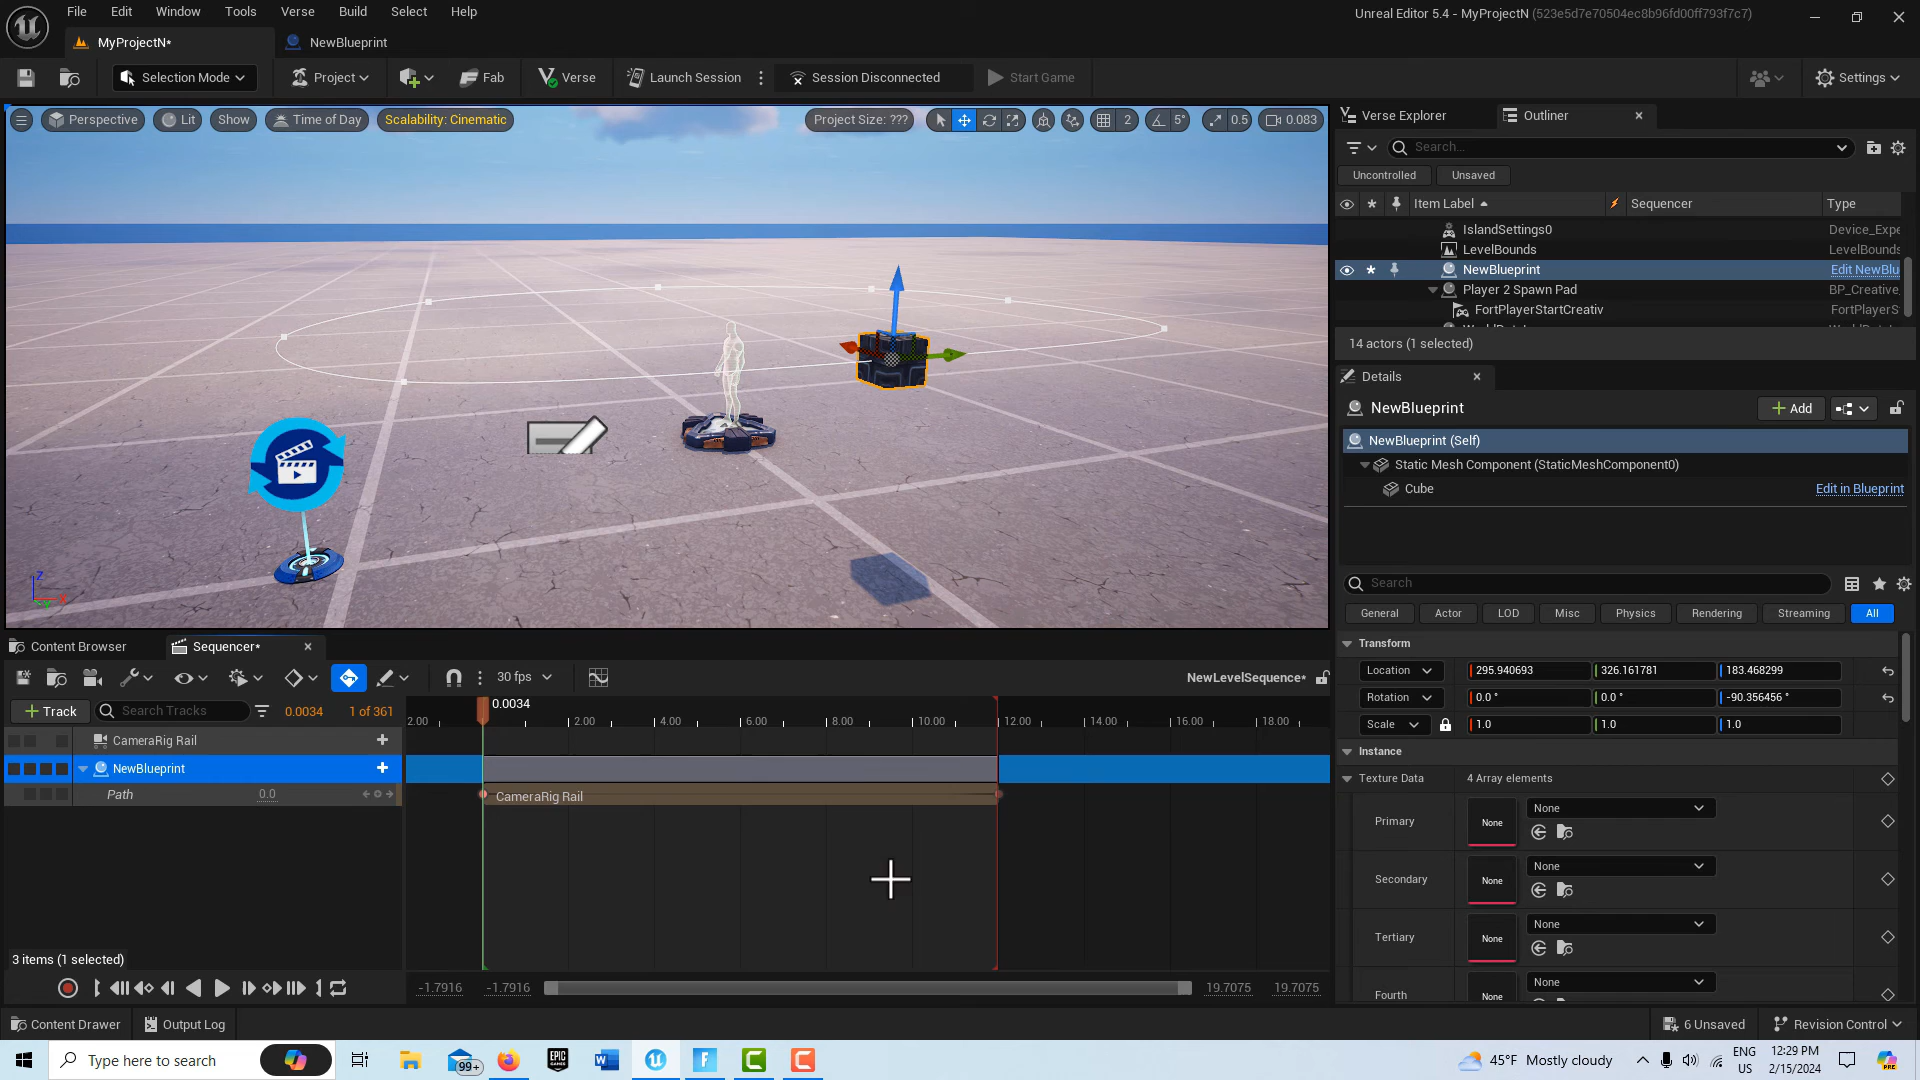 File Edit Window Tools Verse Build Select Help
Unreal Editor 5.4 - MyProjectN (523e5d7e70504ec8b96fd00ff793f7c7)
MyProjectN* NewBlueprint
Selection Mode Project Fab Verse Launch Session Session Disconnected Start Game Settings
Perspective Lit Show Time of Day Scalability: Cinematic Project Size: ??? 2 5° 0.5 0.083
Verse Explorer Outliner
Search...
Uncontrolled Unsaved
Item Label Sequencer Type
IslandSettings0 Device_Expe
LevelBounds LevelBounds
NewBlueprint Edit NewBlu
Player 2 Spawn Pad BP_Creative_
FortPlayerStartCreativ FortPlayerS
14 actors (1 selected)
Details
NewBlueprint Add
NewBlueprint (Self)
Static Mesh Component (StaticMeshComponent0)
Cube Edit in Blueprint
Search
General Actor LOD Misc Physics Rendering Streaming All
Transform
Location 295.940693 326.161781 183.468299
Rotation 0.0 ° 0.0 ° -90.356456 °
Scale 1.0 1.0 1.0
Instance
Texture Data 4 Array elements
Primary None None
Secondary None None
Tertiary None None
Fourth None None
Z X Y
Content Browser Sequencer*
30 fps NewLevelSequence*
Track Search Tracks 0.0034 1 of 361
0.0034
2.00 2.00 4.00 6.00 8.00 10.00 12.00 14.00 16.00 18.00
CameraRig Rail
NewBlueprint
Path 0.0 CameraRig Rail
3 items (1 selected)
-1.7916 -1.7916 19.7075 19.7075
Content Drawer Output Log 6 Unsaved Revision Control
Type here to search 99+ EPIC GAMES 45°F Mostly cloudy ENG US 12:29 PM 2/15/2024 PRE